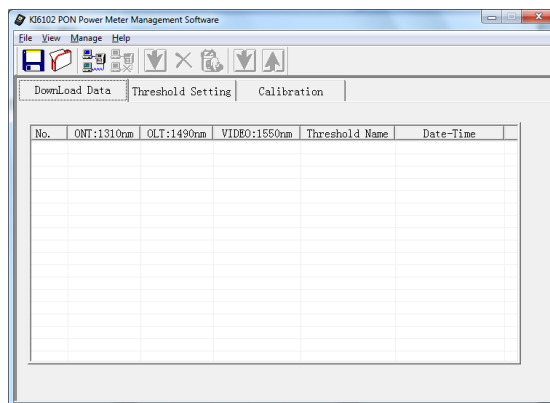 KI6102 PON Power Meter Management Software
File View Manage Help
DownLoad Data Threshold Setting Calibration
No. ONT:1310nm OLT:1490nm VIDEO:1550nm Threshold Name Date-Time